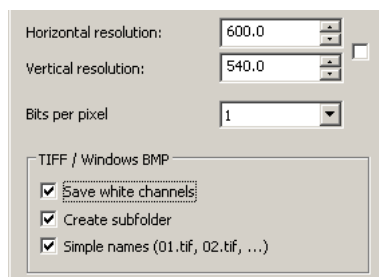 Horizontal resolution: 600.0
Vertical resolution: 540.0
Bits per pixel 1
TIFF / Windows BMP
Save white channels
Create subfolder
Simple names (01.tif, 02.tif, ...)